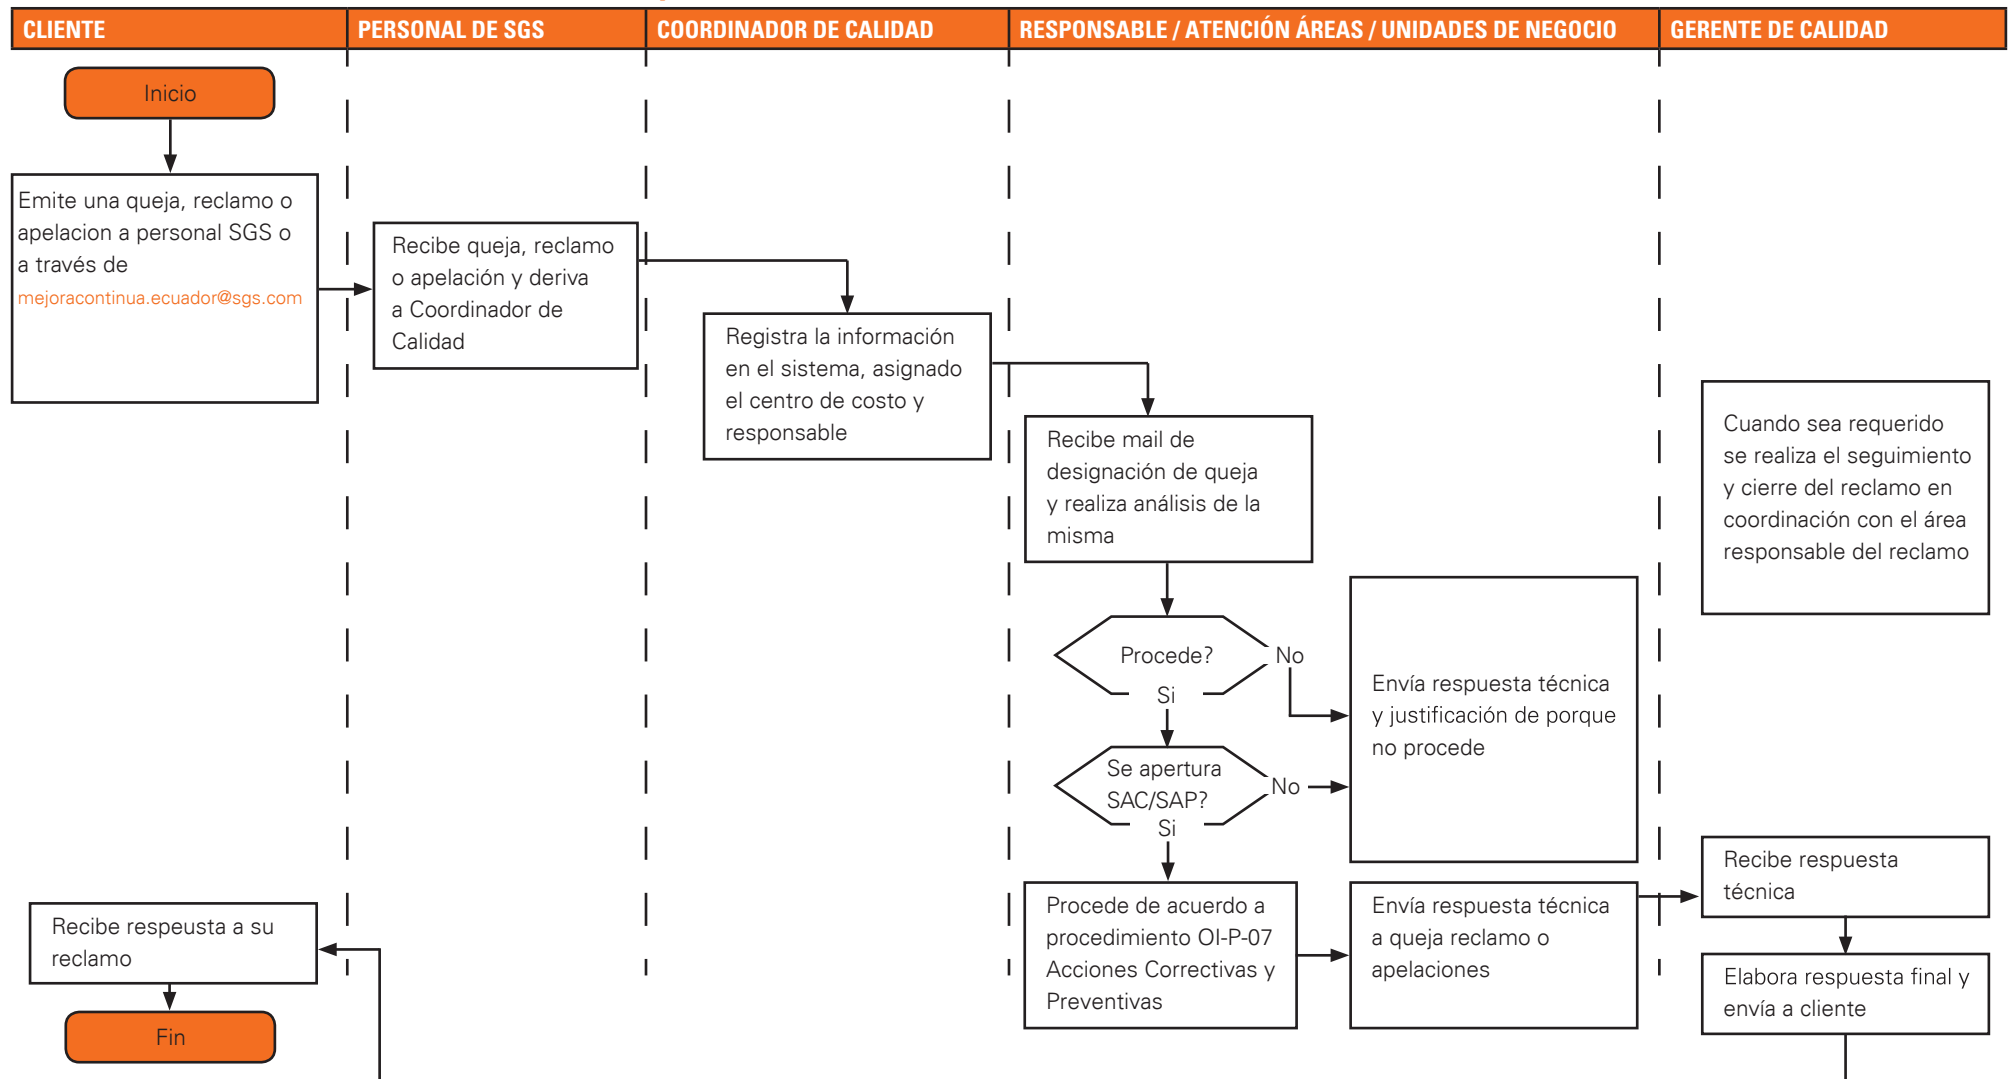 CLIENTE
PERSONAL DE SGS
COORDINADOR DE CALIDAD
RESPONSABLE / ATENCIÓN ÁREAS / UNIDADES DE NEGOCIO
GERENTE DE CALIDAD
Inicio
Emite una queja, reclamo o
apelacion a personal SGS o
a través de
mejoracontinua.ecuador@sgs.com
Recibe queja, reclamo
o apelación y deriva
a Coordinador de
Calidad
Registra la información
en el sistema, asignado
el centro de costo y
responsable
Recibe mail de
designación de queja
y realiza análisis de la
misma
Cuando sea requerido
se realiza el seguimiento
y cierre del reclamo en
coordinación con el área
responsable del reclamo
Procede?
No
Si
Envía respuesta técnica
y justificación de porque
no procede
Se apertura
SAC/SAP?
No
Si
Procede de acuerdo a
procedimiento OI-P-07
Acciones Correctivas y
Preventivas
Envía respuesta técnica
a queja reclamo o
apelaciones
Recibe respuesta
técnica
Elabora respuesta final y
envía a cliente
Recibe respeusta a su
reclamo
Fin